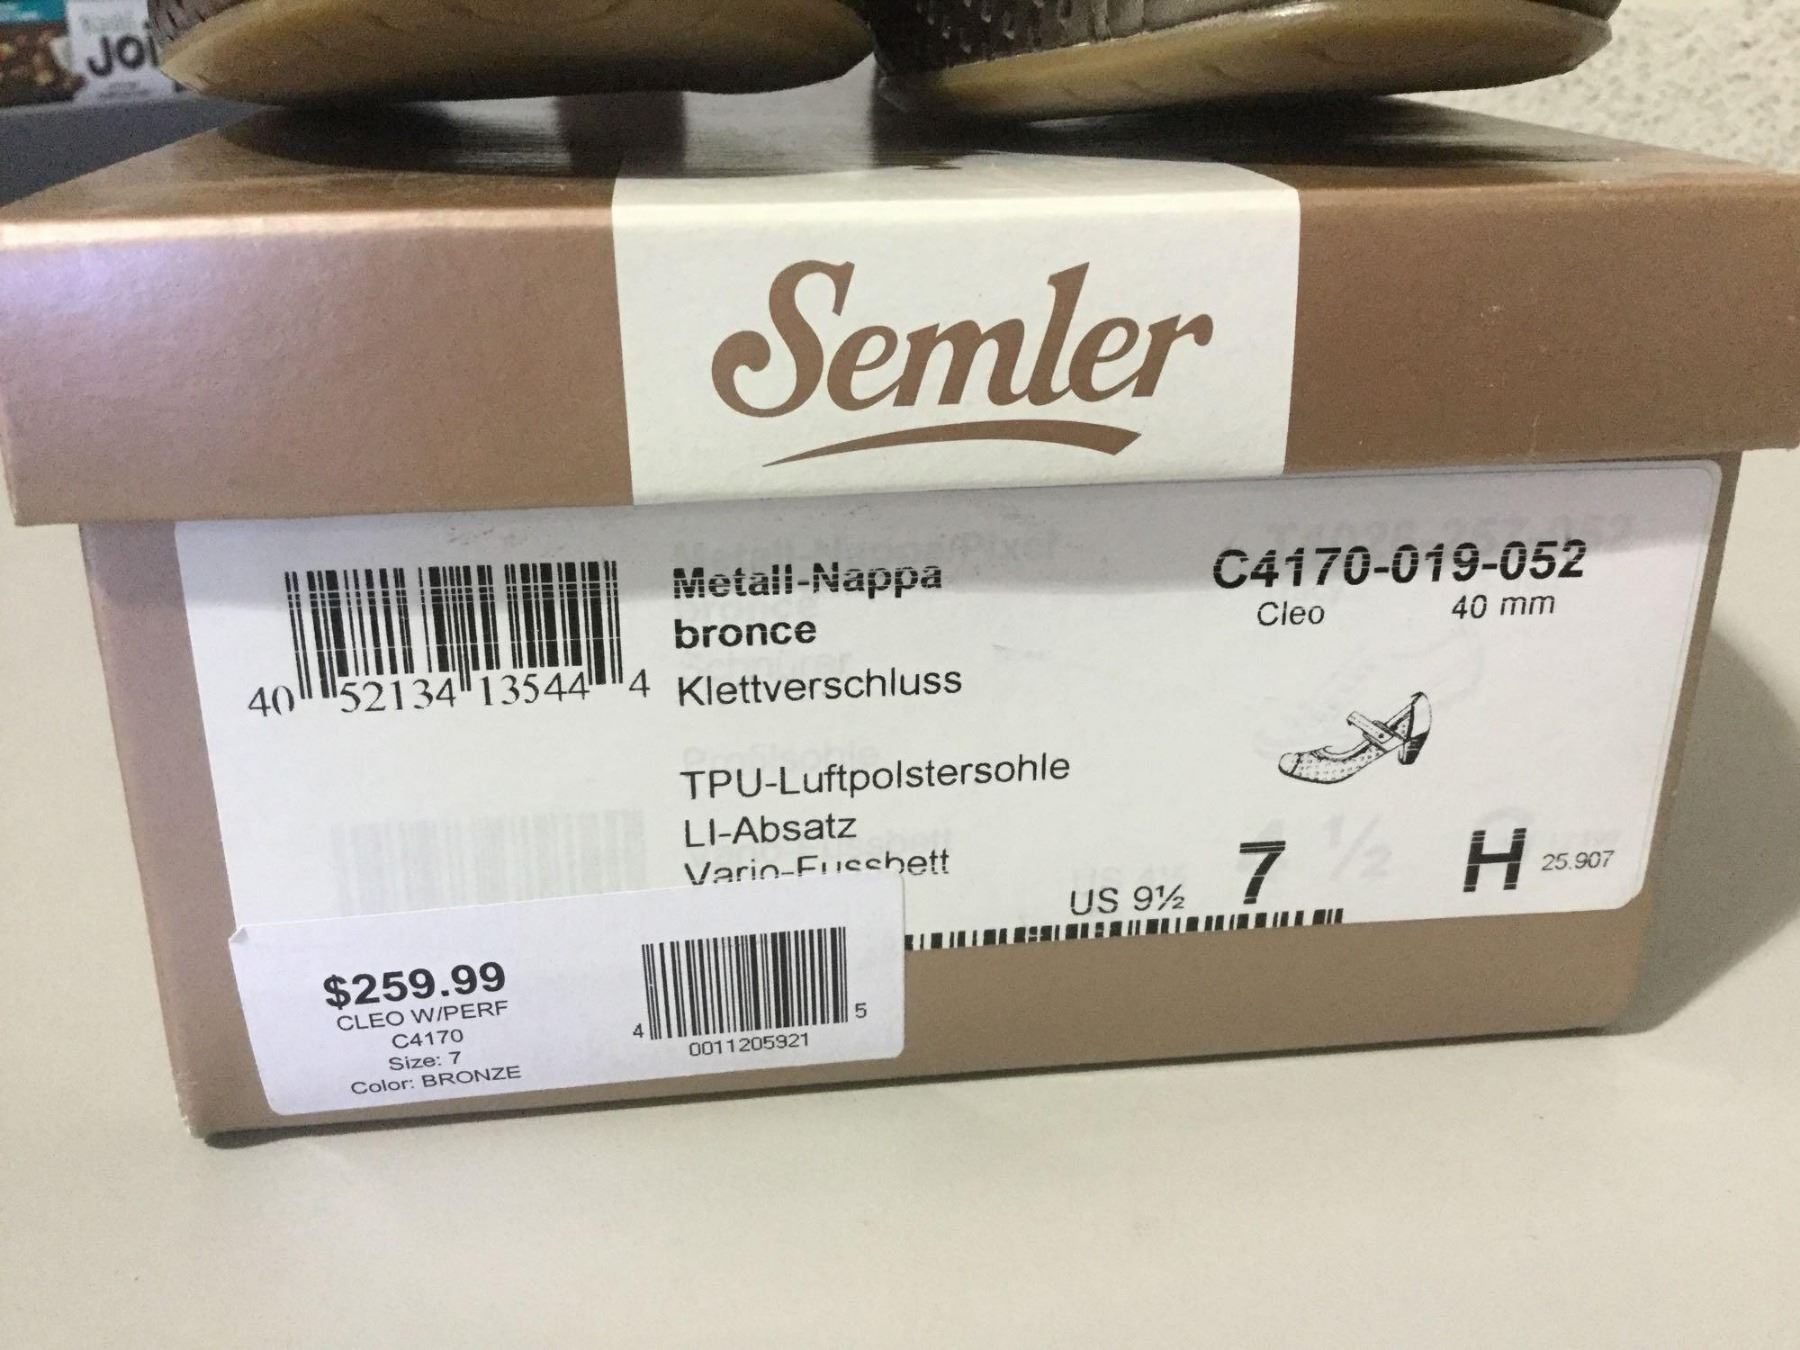 JOI
Semler
Metall-Nappa
bronce
Klettverschluss
TPU-Luftpolstersohle
LI-Absatz
Vario-Fussbett
40 52134 13544 4
C4170-019-052
Cleo 40 mm
US 9½ 7 H 25.907
$259.99
CLEO W/PERF
C4170
Size: 7
Color: BRONZE
4 0011205921 5